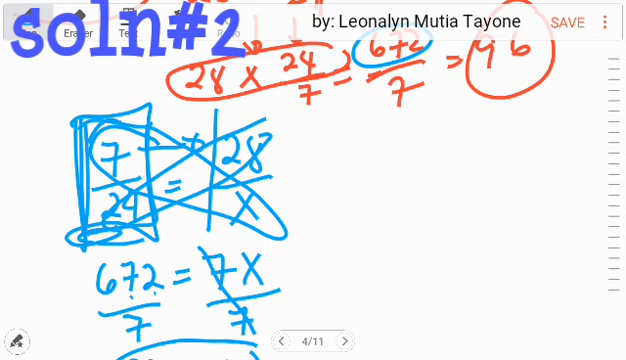 soln#2
by: Leonalyn Mutia Tayone
SAVE
Eraser
28 x 24/7 = 672/7 = 96
7/24 = 28/x
672/7 = 7x/7
4/11